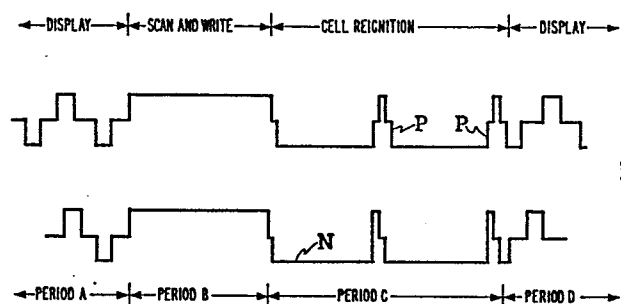 DISPLAY SCAN AND WRITE CELL REIGNITION DISPLAY
P P
N
PERIOD A PERIOD B PERIOD C PERIOD D